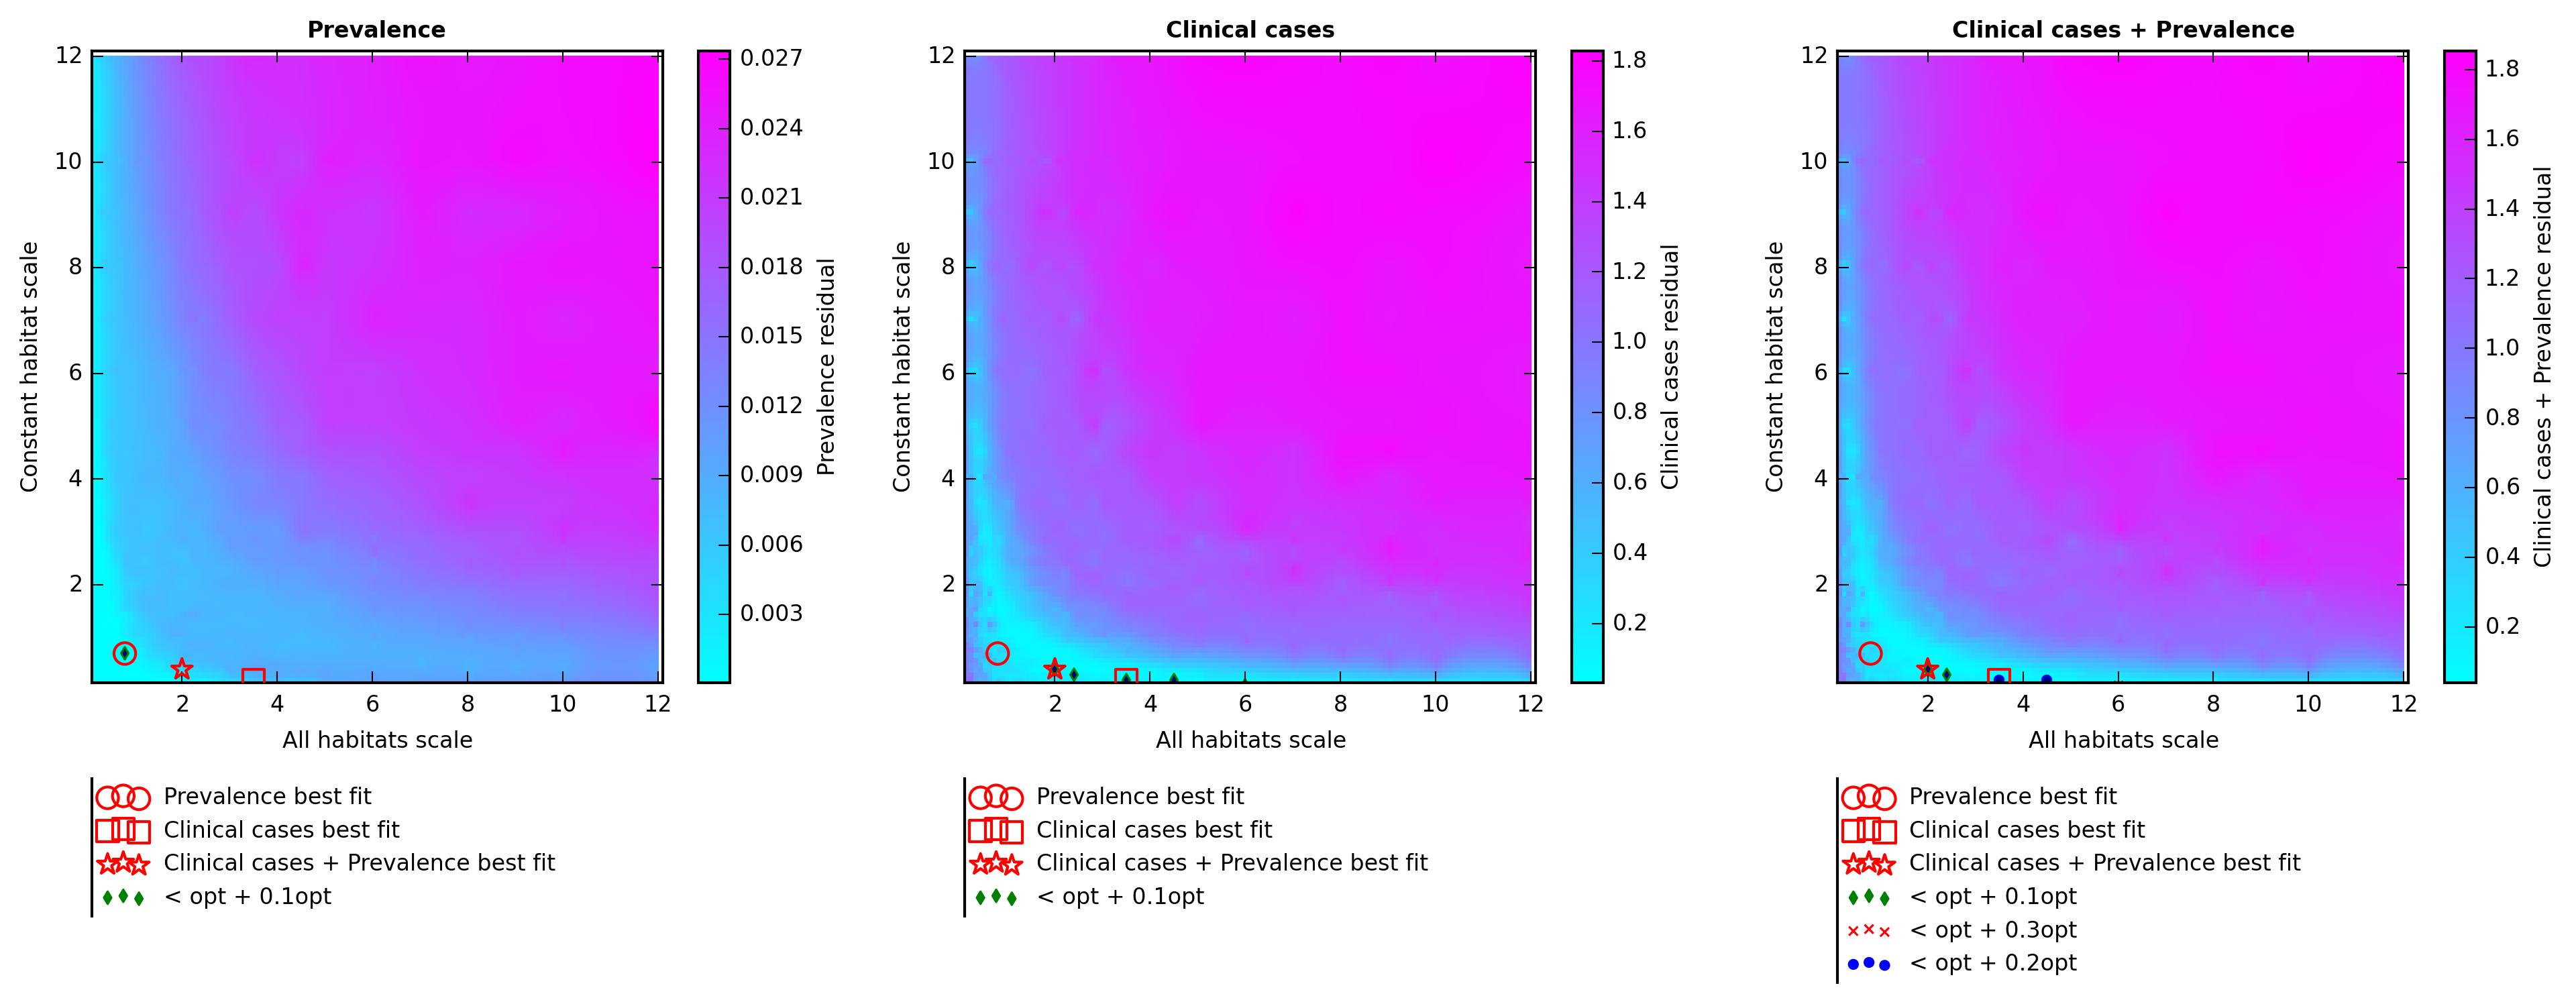 Prevalence
12
10
8
6
4
2
Constant habitat scale
2 4 6 8 10 12
All habitats scale
0.027
0.024
0.021
0.018
0.015
0.012
0.009
0.006
0.003
Prevalence residual
Prevalence best fit
Clinical cases best fit
Clinical cases + Prevalence best fit
< opt + 0.1opt
Clinical cases
12
10
8
6
4
2
Constant habitat scale
2 4 6 8 10 12
All habitats scale
1.8
1.6
1.4
1.2
1.0
0.8
0.6
0.4
0.2
Clinical cases residual
Prevalence best fit
Clinical cases best fit
Clinical cases + Prevalence best fit
< opt + 0.1opt
Clinical cases + Prevalence
12
10
8
6
4
2
Constant habitat scale
2 4 6 8 10 12
All habitats scale
1.8
1.6
1.4
1.2
1.0
0.8
0.6
0.4
0.2
Clinical cases + Prevalence residual
Prevalence best fit
Clinical cases best fit
Clinical cases + Prevalence best fit
< opt + 0.1opt
< opt + 0.3opt
< opt + 0.2opt